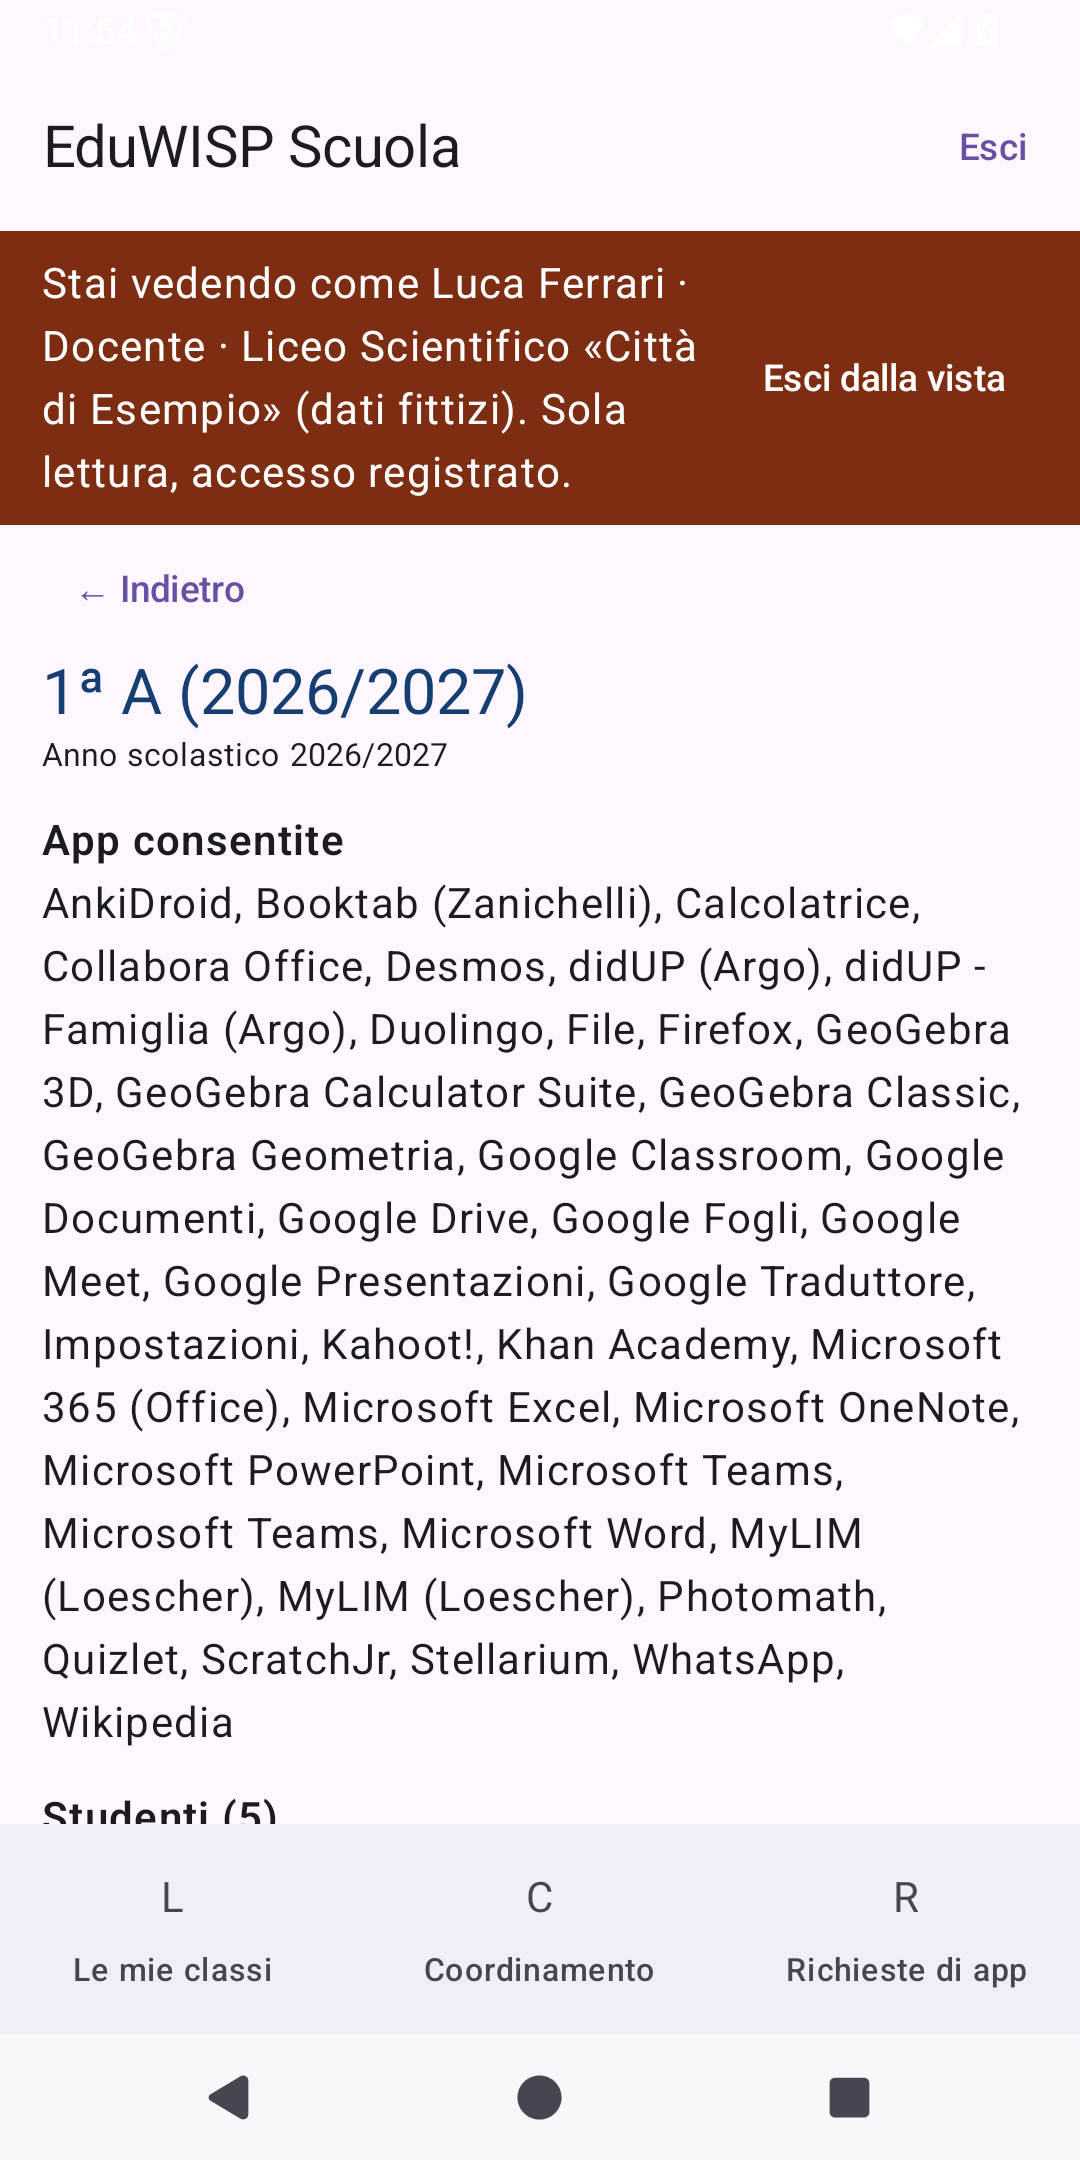 11:54
EduWISP Scuola
Esci
Stai vedendo come Luca Ferrari ·
Docente · Liceo Scientifico «Città
di Esempio» (dati fittizi). Sola
lettura, accesso registrato.
Esci dalla vista
← Indietro
1ª A (2026/2027)
Anno scolastico 2026/2027
App consentite
AnkiDroid, Booktab (Zanichelli), Calcolatrice,
Collabora Office, Desmos, didUP (Argo), didUP -
Famiglia (Argo), Duolingo, File, Firefox, GeoGebra
3D, GeoGebra Calculator Suite, GeoGebra Classic,
GeoGebra Geometria, Google Classroom, Google
Documenti, Google Drive, Google Fogli, Google
Meet, Google Presentazioni, Google Traduttore,
Impostazioni, Kahoot!, Khan Academy, Microsoft
365 (Office), Microsoft Excel, Microsoft OneNote,
Microsoft PowerPoint, Microsoft Teams,
Microsoft Teams, Microsoft Word, MyLIM
(Loescher), MyLIM (Loescher), Photomath,
Quizlet, ScratchJr, Stellarium, WhatsApp,
Wikipedia
Studenti (5)
L
Le mie classi
C
Coordinamento
R
Richieste di app